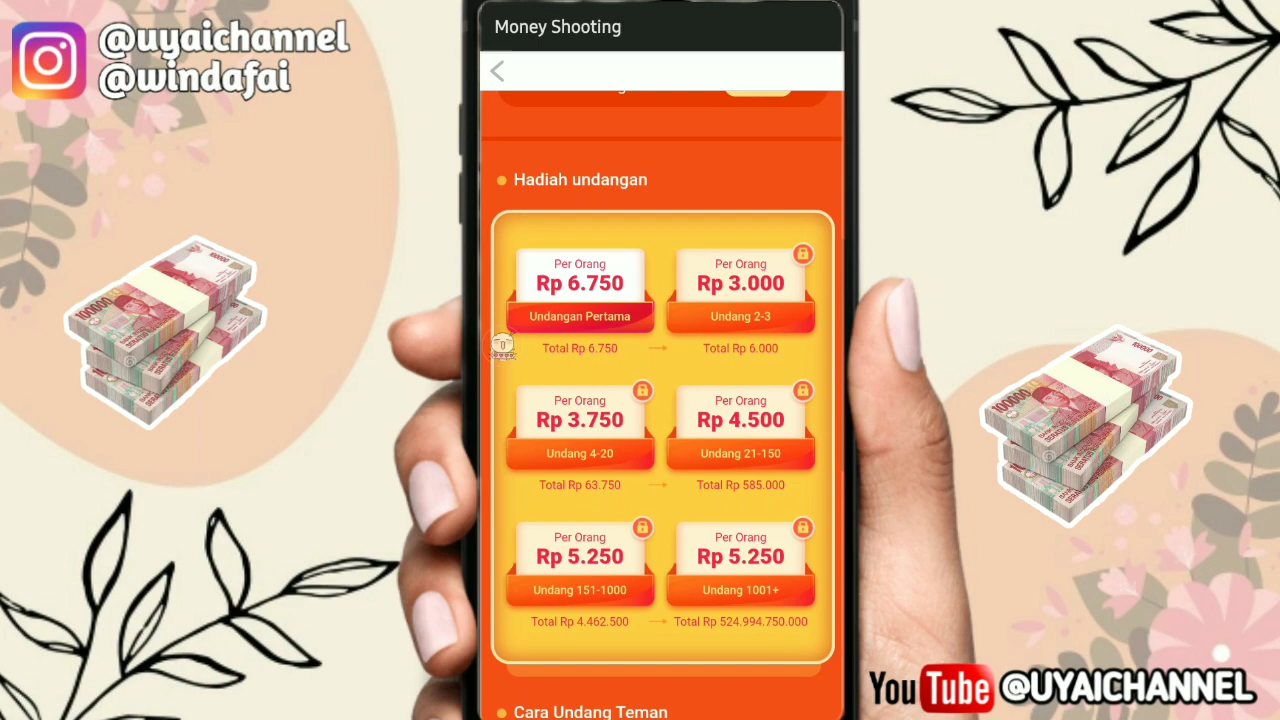 @uyaichannel
@windafai
Money Shooting
Hadiah undangan
Per Orang
Rp 6.750
Undangan Pertama
Total Rp 6.750
Per Orang
Rp 3.000
Undang 2-3
Total Rp 6.000
Per Orang
Rp 3.750
Undang 4-20
Total Rp 63.750
Per Orang
Rp 4.500
Undang 21-150
Total Rp 585.000
Per Orang
Rp 5.250
Undang 151-1000
Total Rp 4.462.500
Per Orang
Rp 5.250
Undang 1001+
Total Rp 524.994.750.000
Cara Undang Teman
100000
100000
100000
100000
YouTube @UYAICHANNEL